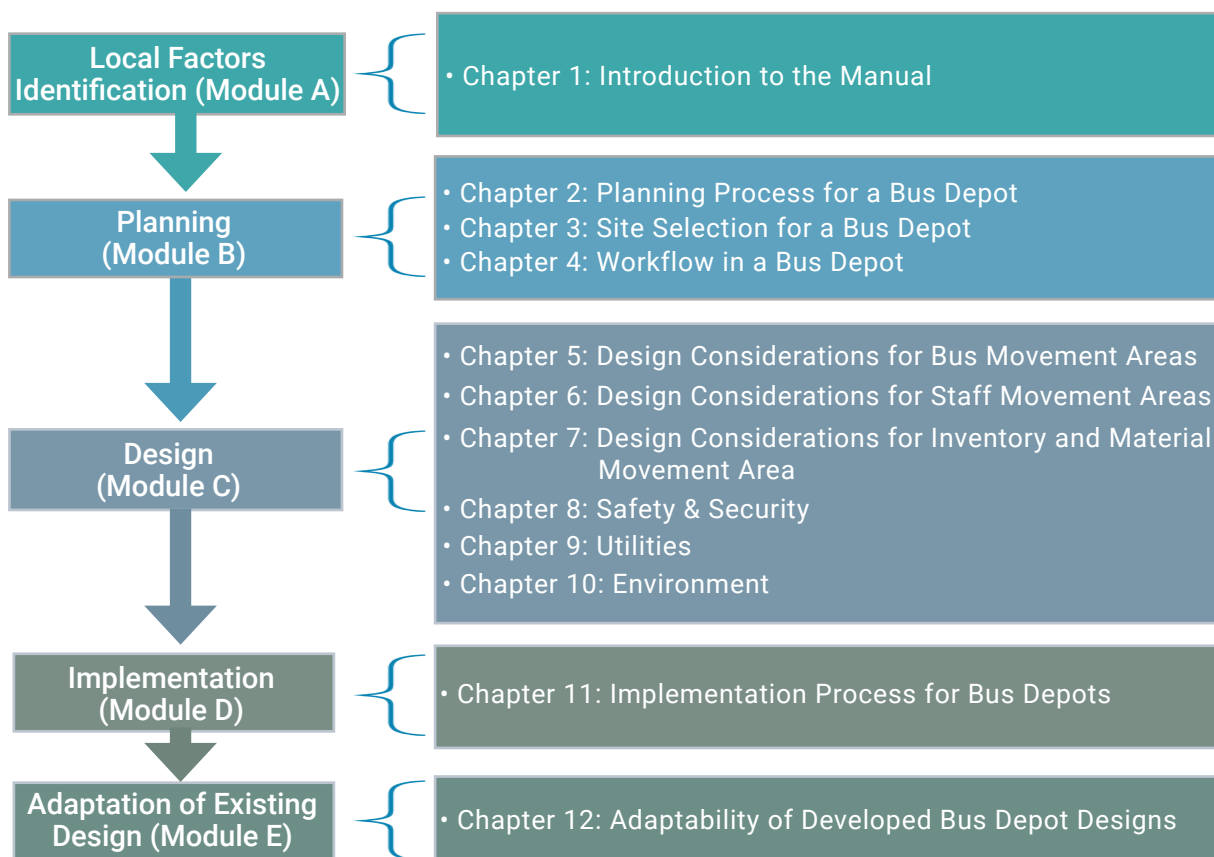 Local Factors
Identification (Module A)
• Chapter 1: Introduction to the Manual
Planning
(Module B)
• Chapter 2: Planning Process for a Bus Depot
• Chapter 3: Site Selection for a Bus Depot
• Chapter 4: Workflow in a Bus Depot
Design
(Module C)
• Chapter 5: Design Considerations for Bus Movement Areas
• Chapter 6: Design Considerations for Staff Movement Areas
• Chapter 7: Design Considerations for Inventory and Material
Movement Area
• Chapter 8: Safety & Security
• Chapter 9: Utilities
• Chapter 10: Environment
Implementation
(Module D)
• Chapter 11: Implementation Process for Bus Depots
Adaptation of Existing
Design (Module E)
• Chapter 12: Adaptability of Developed Bus Depot Designs